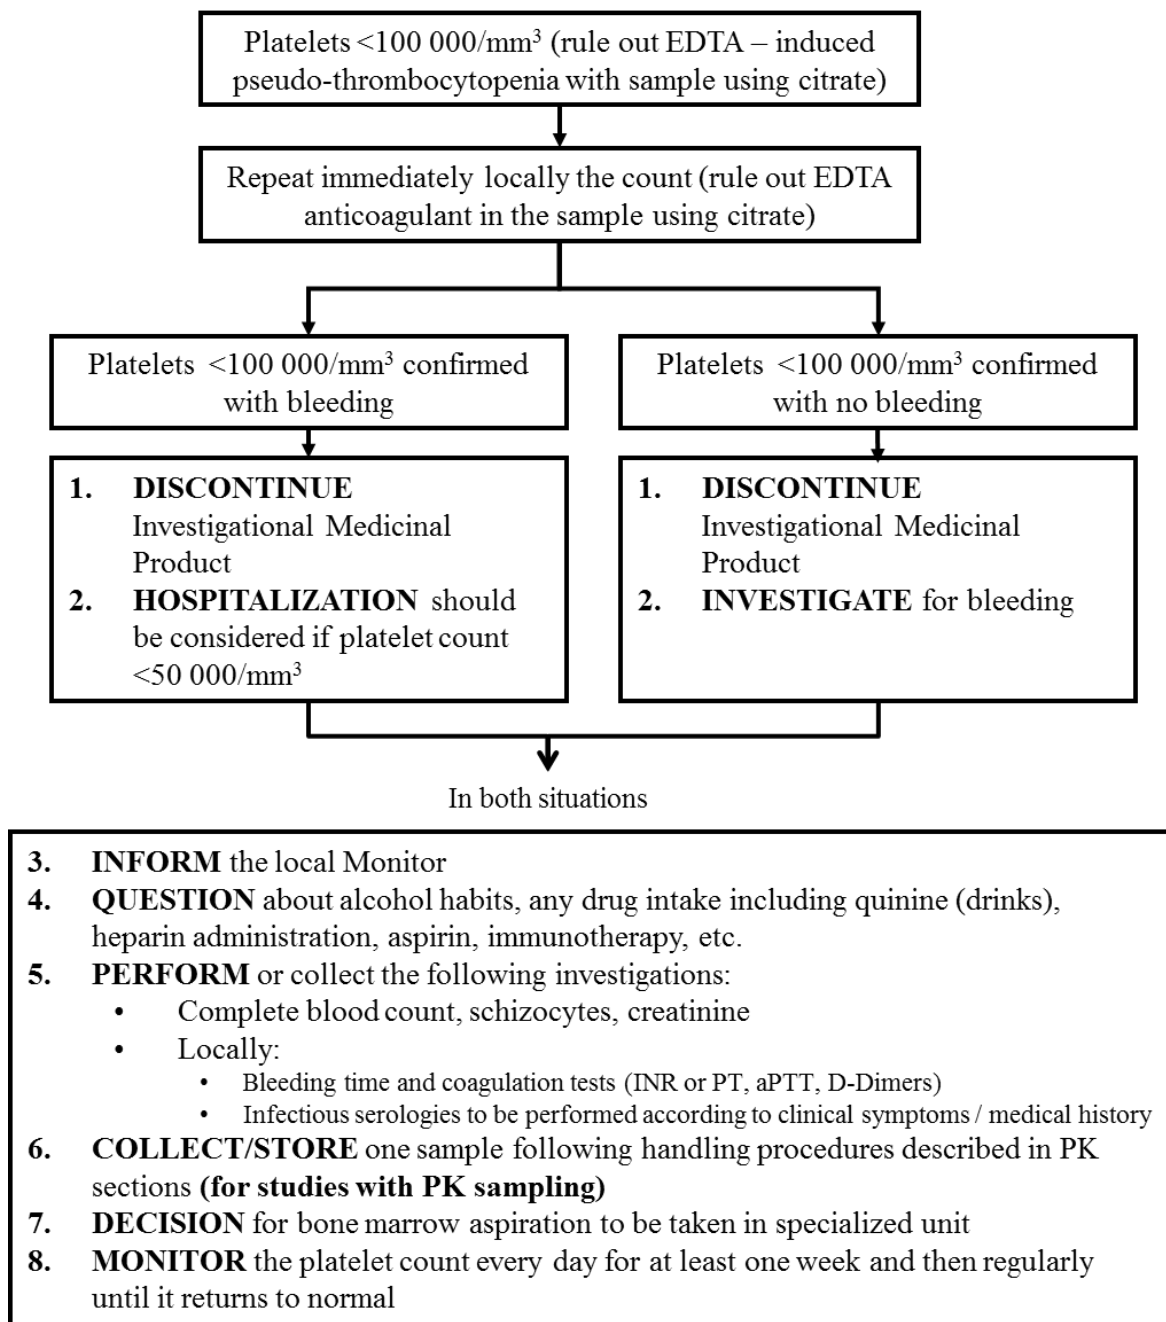 Platelets <100 000/mm³ (rule out EDTA – induced
pseudo-thrombocytopenia with sample using citrate)
Repeat immediately locally the count (rule out EDTA
anticoagulant in the sample using citrate)
Platelets <100 000/mm³ confirmed
with bleeding
Platelets <100 000/mm³ confirmed
with no bleeding
1. DISCONTINUE
Investigational Medicinal
Product
2. HOSPITALIZATION should
be considered if platelet count
<50 000/mm³
1. DISCONTINUE
Investigational Medicinal
Product
2. INVESTIGATE for bleeding
In both situations
3. INFORM the local Monitor
4. QUESTION about alcohol habits, any drug intake including quinine (drinks),
heparin administration, aspirin, immunotherapy, etc.
5. PERFORM or collect the following investigations:
• Complete blood count, schizocytes, creatinine
• Locally:
• Bleeding time and coagulation tests (INR or PT, aPTT, D-Dimers)
• Infectious serologies to be performed according to clinical symptoms / medical history
6. COLLECT/STORE one sample following handling procedures described in PK
sections (for studies with PK sampling)
7. DECISION for bone marrow aspiration to be taken in specialized unit
8. MONITOR the platelet count every day for at least one week and then regularly
until it returns to normal